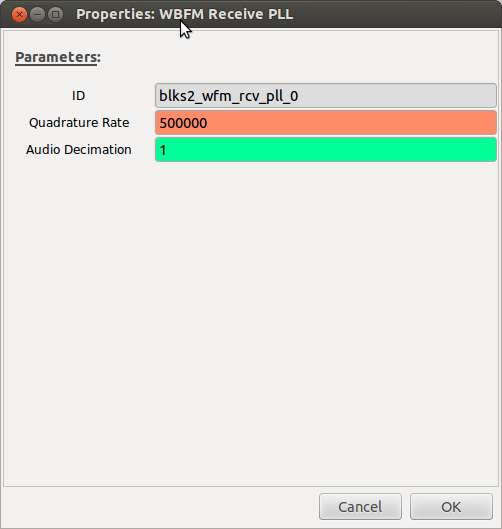 Properties: WBFM Receive PLL
Parameters:
ID blks2_wfm_rcv_pll_0
Quadrature Rate 500000
Audio Decimation 1
Cancel OK